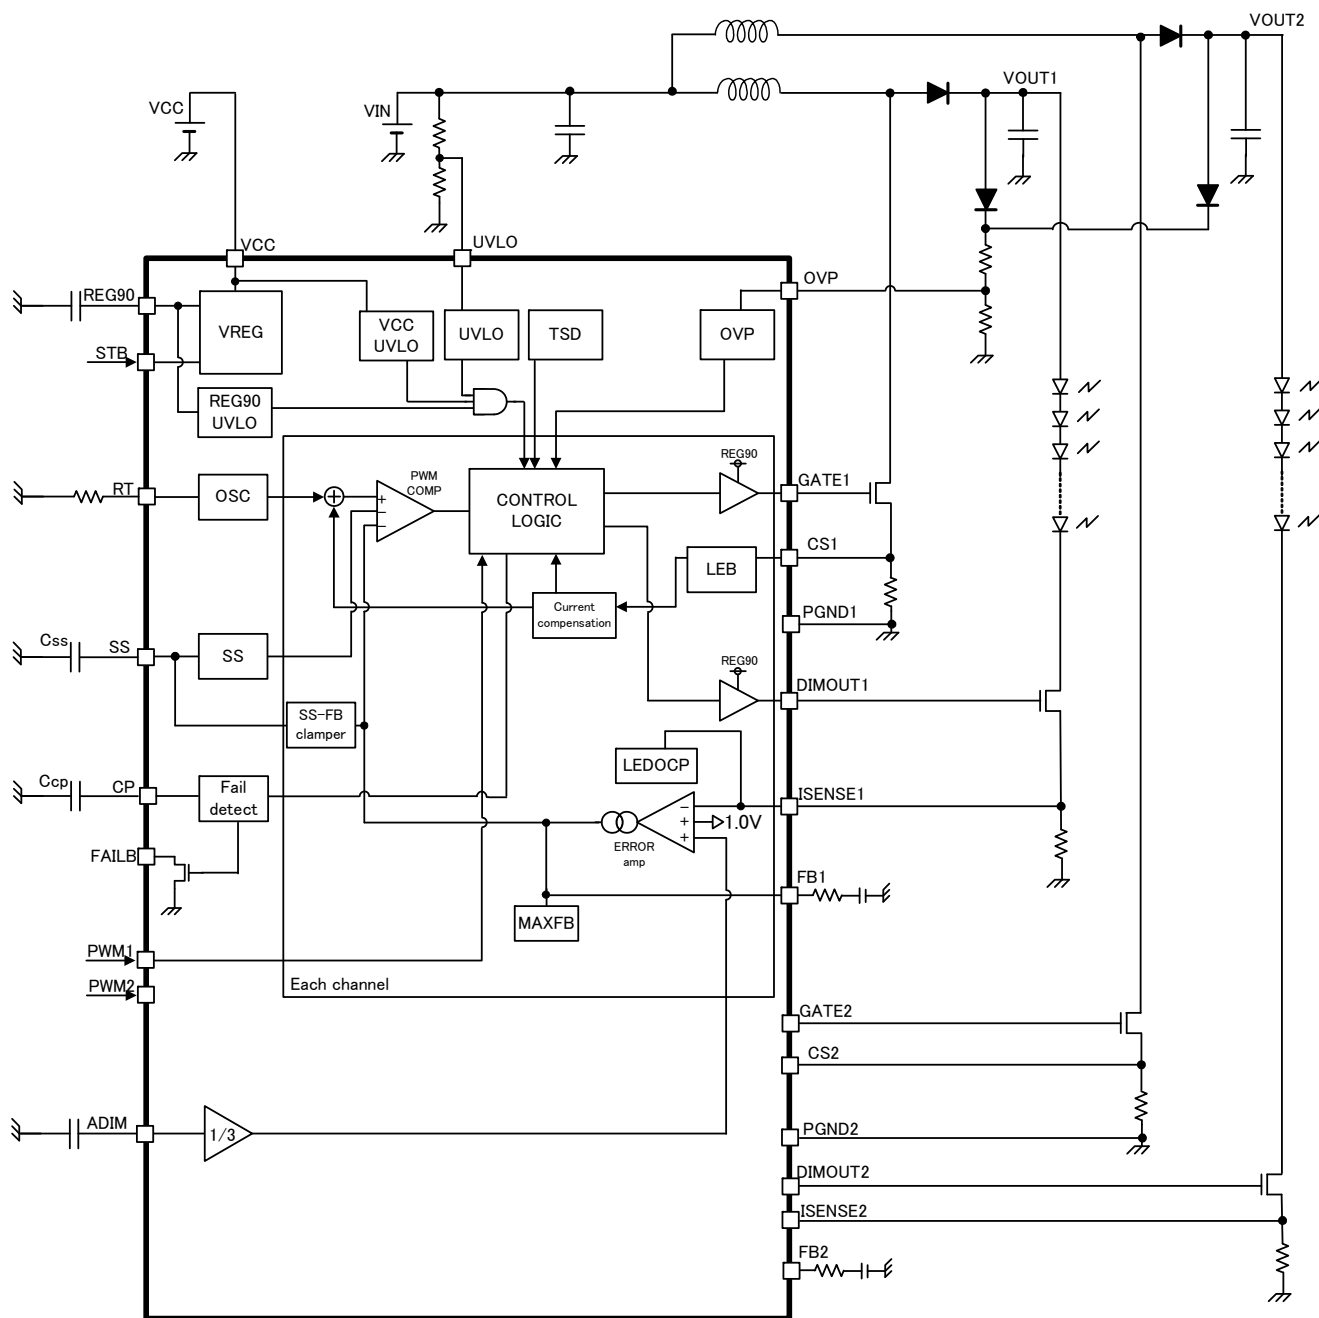 VOUT2
VOUT1
VCC
VIN
VCC
UVLO
REG90
STB
VREG
VCC
UVLO
UVLO
TSD
OVP
OVP
REG90
UVLO
RT
OSC
PWM
COMP
+
−
−
CONTROL
LOGIC
REG90
GATE1
CS1
LEB
Current
compensation
PGND1
Css
SS
SS
REG90
DIMOUT1
SS-FB
clamper
LEDOCP
Ccp
CP
Fail
detect
ISENSE1
−
+
+
1.0V
ERROR
amp
FAILB
FB1
MAXFB
PWM1
PWM2
Each channel
GATE2
CS2
ADIM
1/3
PGND2
DIMOUT2
ISENSE2
FB2